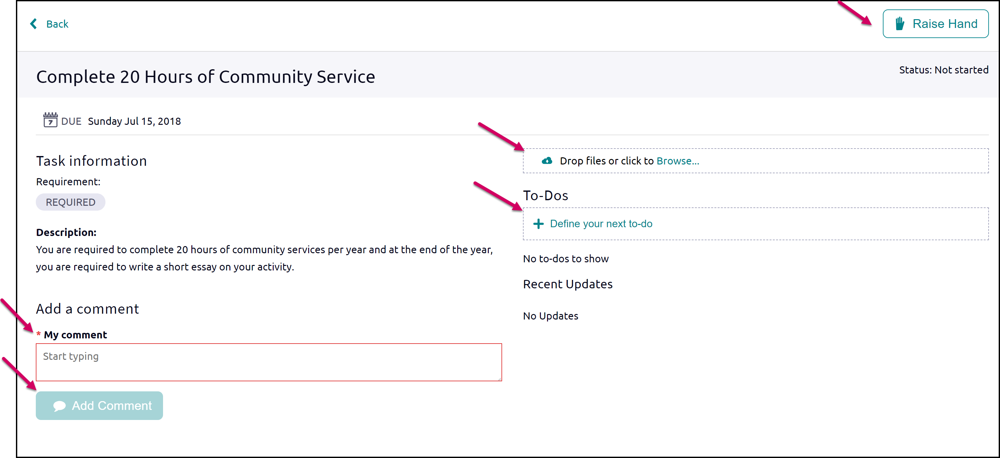 Back
Raise Hand
Complete 20 Hours of Community Service
Status: Not started
7
DUE Sunday Jul 15, 2018
Task information
Requirement:
REQUIRED
Description:
You are required to complete 20 hours of community services per year and at the end of the year,
you are required to write a short essay on your activity.
Add a comment
* My comment
Start typing
Add Comment
Drop files or click to Browse...
To-Dos
Define your next to-do
No to-dos to show
Recent Updates
No Updates